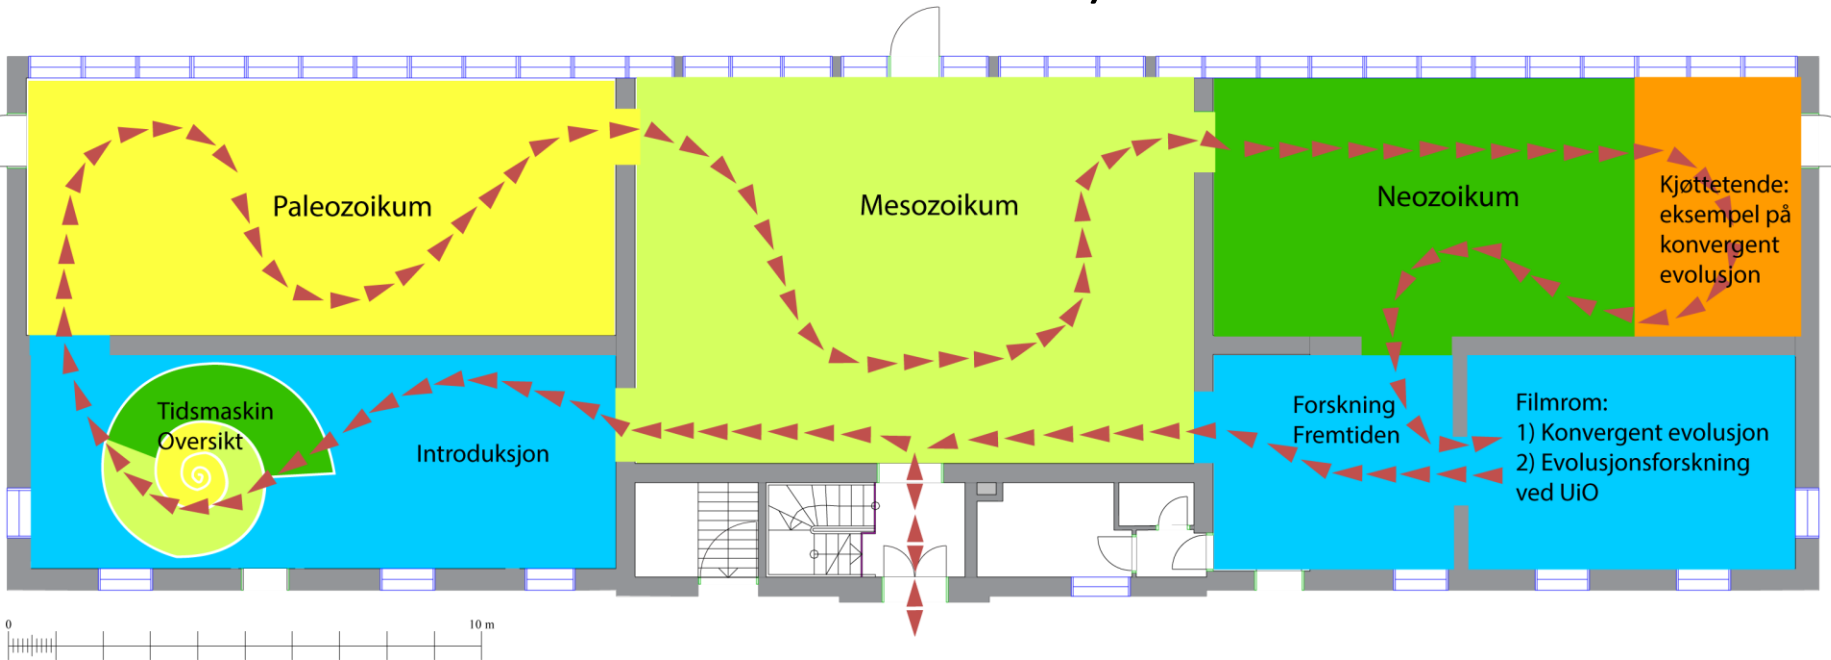 Paleozoikum
Mesozoikum
Neozoikum
Kjøttetende:
eksempel på
konvergent
evolusjon
Tidsmaskin
Oversikt
Introduksjon
Forskning
Fremtiden
Filmrom:
1) Konvergent evolusjon
2) Evolusjonsforskning
ved UiO
0
10 m